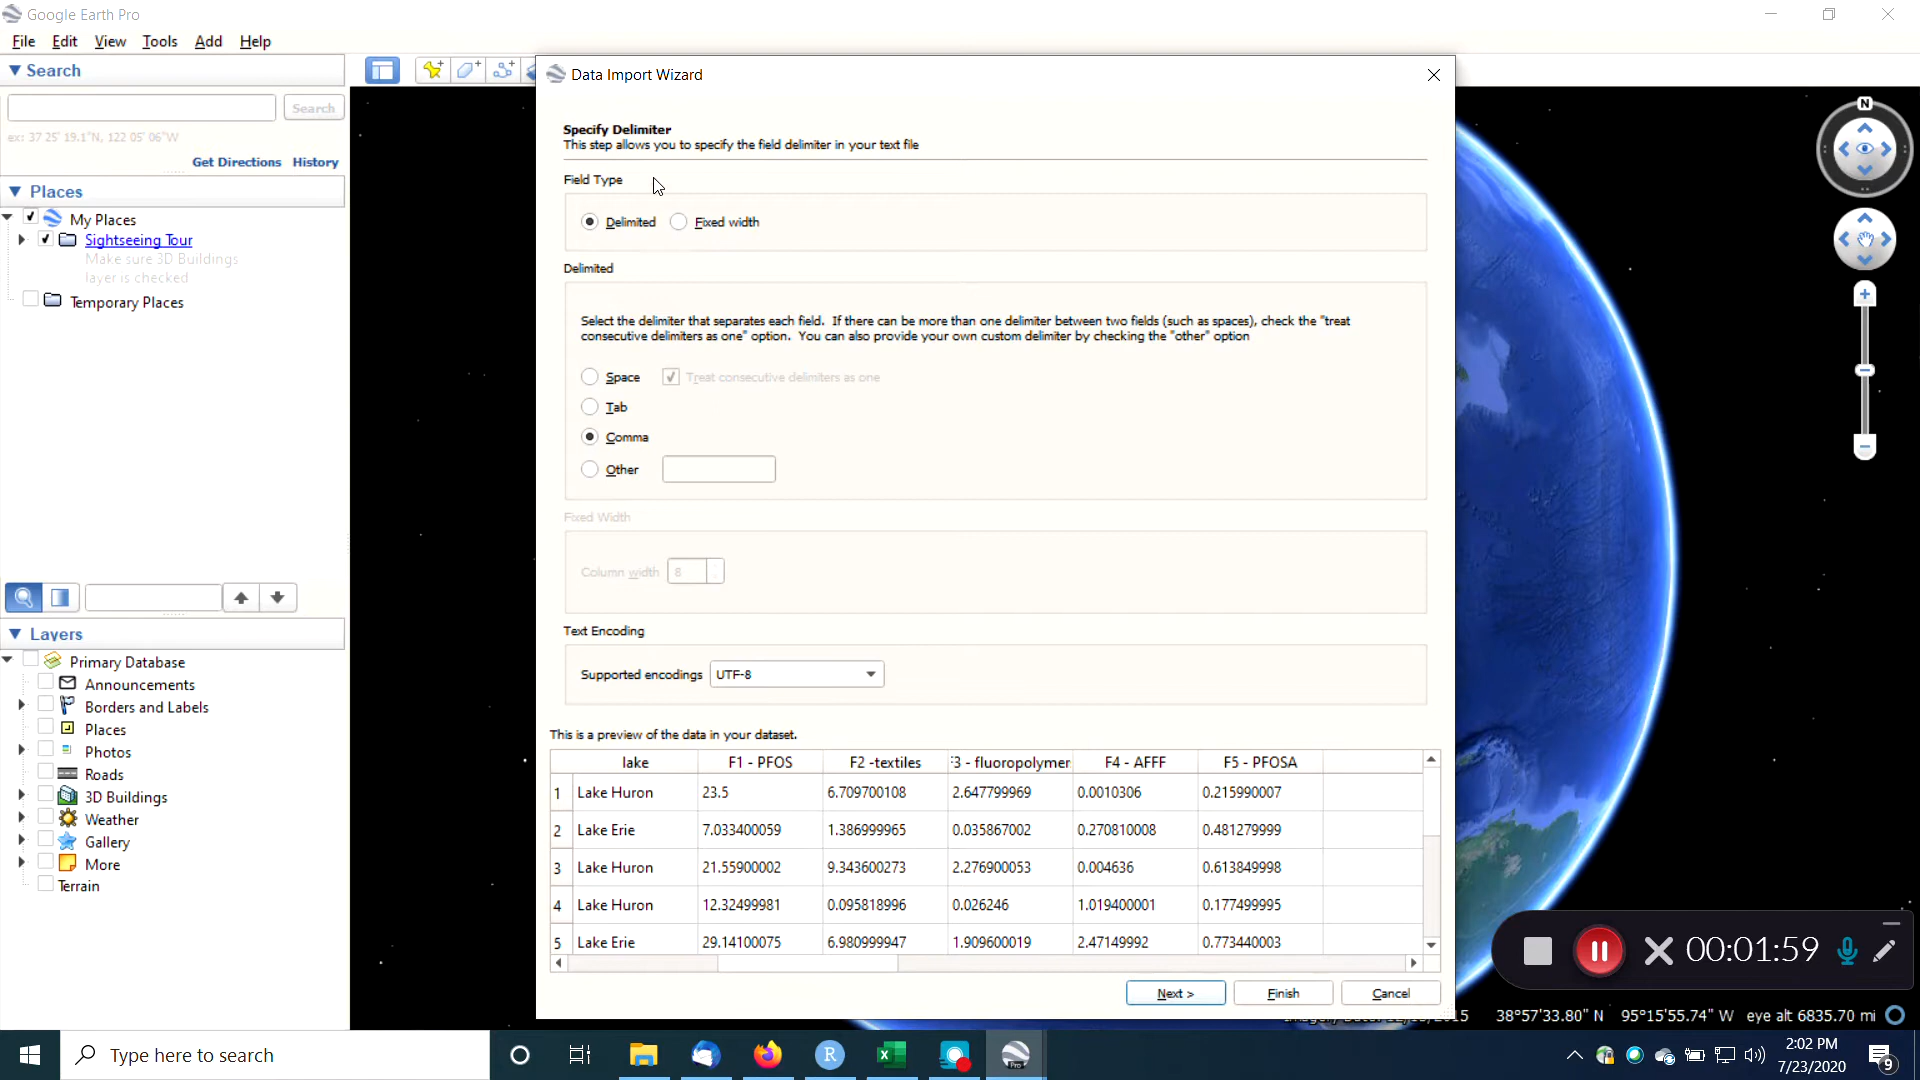 Google Earth Pro
File Edit View Tools Add Help
Search
Search
ex: 37 25' 19.1"N, 122 05' 06"W
Get Directions History
Places
My Places
Sightseeing Tour
Make sure 3D Buildings
layer is checked
Temporary Places
Layers
Primary Database
Announcements
Borders and Labels
Places
Photos
Roads
3D Buildings
Weather
Gallery
More
Terrain
Data Import Wizard
Specify Delimiter
This step allows you to specify the field delimiter in your text file
Field Type
Delimited Fixed width
Delimited
Select the delimiter that separates each field. If there can be more than one delimiter between two fields (such as spaces), check the "treat
consecutive delimiters as one" option. You can also provide your own custom delimiter by checking the "other" option
Space Treat consecutive delimiters as one
Tab
Comma
Other
Fixed Width
Column width 8
Text Encoding
Supported encodings UTF-8
This is a preview of the data in your dataset.
lake F1 - PFOS F2 -textiles 3 - fluoropolymer F4 - AFFF F5 - PFOSA
1 Lake Huron 23.5 6.709700108 2.647799969 0.0010306 0.215990007
2 Lake Erie 7.033400059 1.386999965 0.035867002 0.270810008 0.481279999
3 Lake Huron 21.55900002 9.343600273 2.276900053 0.004636 0.613849998
4 Lake Huron 12.32499981 0.095818996 0.026246 1.019400001 0.177499995
5 Lake Erie 29.14100075 6.980999947 1.909600019 2.47149992 0.773440003
Next > Finish Cancel
N
00:01:59
15 38°57'33.80" N 95°15'55.74" W eye alt 6835.70 mi
Type here to search
R
Pro
2:02 PM
7/23/2020
9